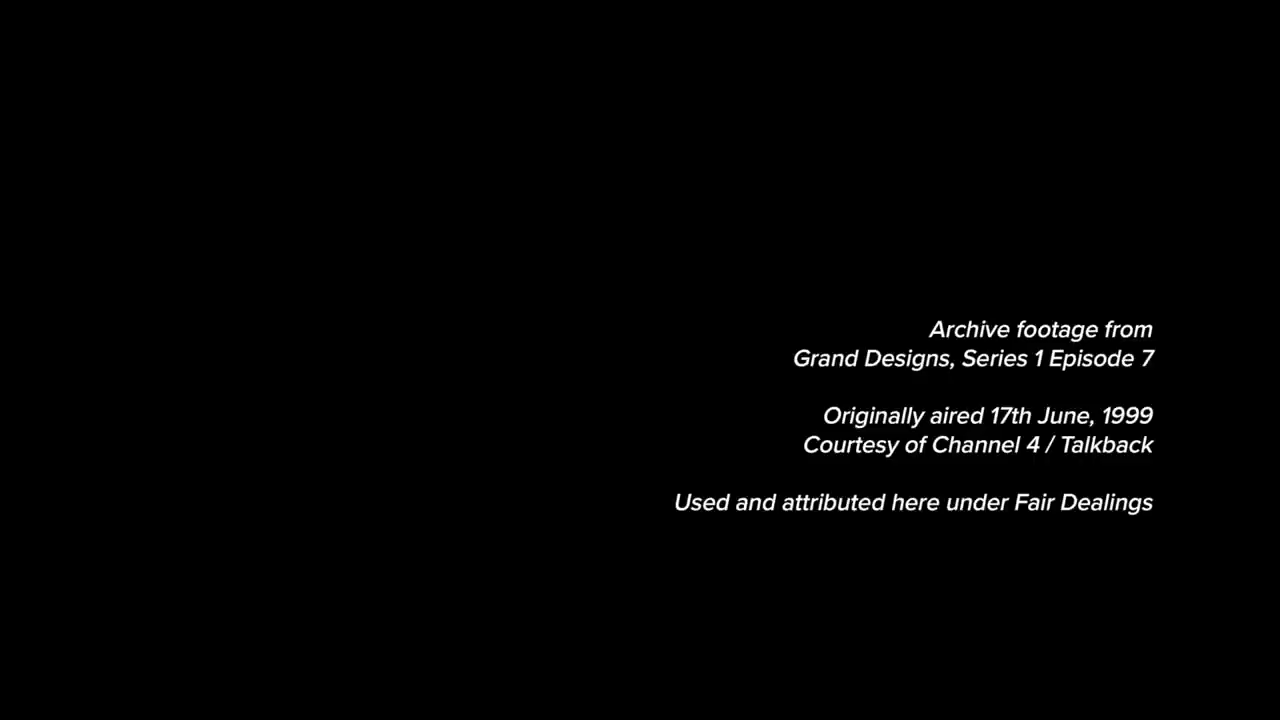 Archive footage from
Grand Designs, Series 1 Episode 7
Originally aired 17th June, 1999
Courtesy of Channel 4 / Talkback
Used and attributed here under Fair Dealings